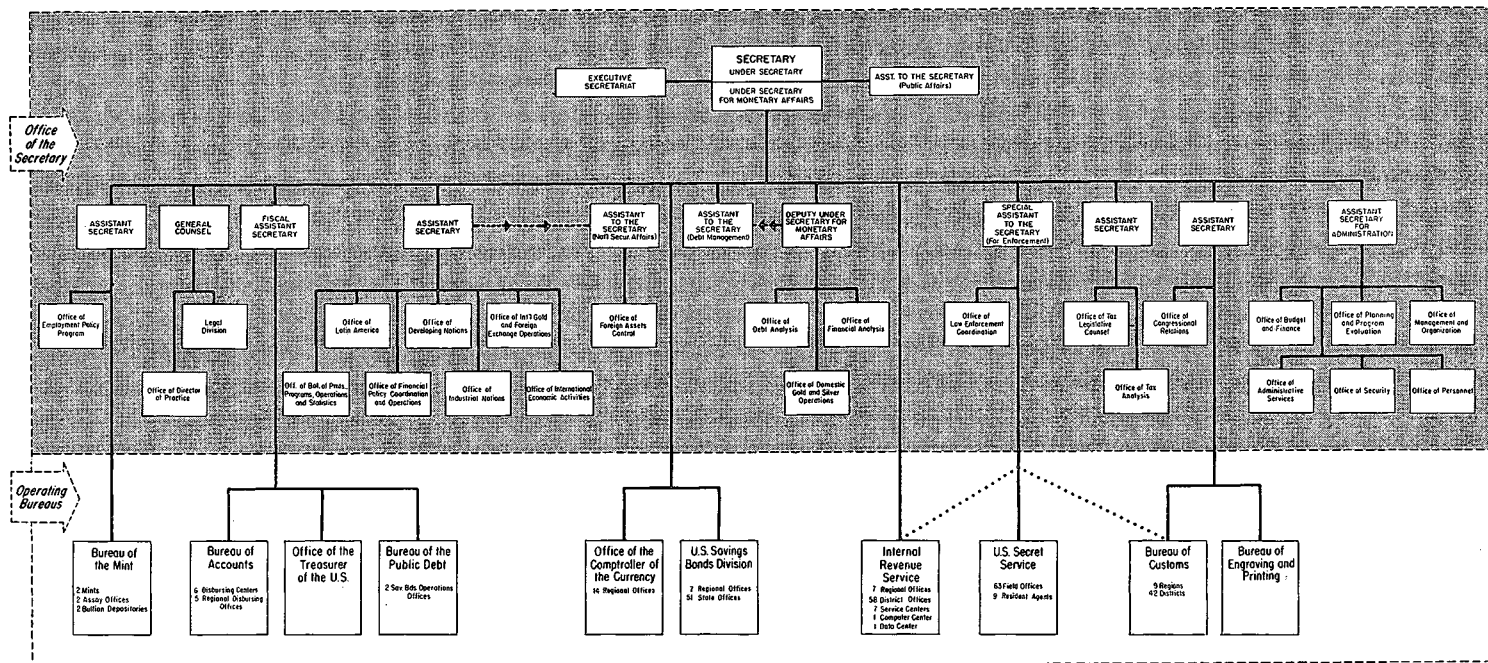 SECRETARY
UNDER SECRETARY
UNDER SECRETARY
FOR MONETARY AFFAIRS
EXECUTIVE
SECRETARIAT
ASST. TO THE SECRETARY
(Public Affairs)
Office
of the
Secretary
ASSISTANT
SECRETARY
GENERAL
COUNSEL
FISCAL
ASSISTANT
SECRETARY
ASSISTANT
SECRETARY
ASSISTANT
TO THE
SECRETARY
(Nat'l Secur. Affairs)
ASSISTANT
TO THE
SECRETARY
(Debt Management)
DEPUTY UNDER
SECRETARY FOR
MONETARY
AFFAIRS
SPECIAL
ASSISTANT
TO THE
SECRETARY
(For Enforcement)
ASSISTANT
SECRETARY
ASSISTANT
SECRETARY
ASSISTANT
SECRETARY
FOR
ADMINISTRATION
Office of
Employment Policy
Program
Legal
Division
Office of
Latin America
Office of
Developing Nations
Office of Int'l Gold
and Foreign
Exchange Operations
Office of
Foreign Assets
Control
Office of
Debt Analysis
Office of
Financial Analysis
Office of
Law Enforcement
Coordination
Office of Tax
Legislative
Counsel
Office of
Congressional
Relations
Office of Budget
and Finance
Office of Planning
and Program
Evaluation
Office of
Management and
Organization
Office of Director
of Practice
Off. of Bal. of Pmts.
Programs, Operations
and Statistics
Office of Financial
Policy Coordination
and Operations
Office of
Industrial Nations
Office of International
Economic Activities
Office of Domestic
Gold and Silver
Operations
Office of Tax
Analysis
Office of
Administrative
Services
Office of Security
Office of Personnel
Operating
Bureaus
Bureau of
the Mint
2 Mints
2 Assay Offices
2 Bullion Depositories
Bureau of
Accounts
6 Disbursing Centers
5 Regional Disbursing
Offices
Office of the
Treasurer
of the U.S.
Bureau of the
Public Debt
2 Sav. Bds. Operations
Offices
Office of the
Comptroller of
the Currency
14 Regional Offices
U.S. Savings
Bonds Division
7 Regional Offices
51 State Offices
Internal
Revenue
Service
7 Regional Offices
58 District Offices
7 Service Centers
1 Computer Center
1 Data Center
U.S. Secret
Service
63 Field Offices
9 Resident Agents
Bureau of
Customs
9 Regions
42 Districts
Bureau of
Engraving and
Printing